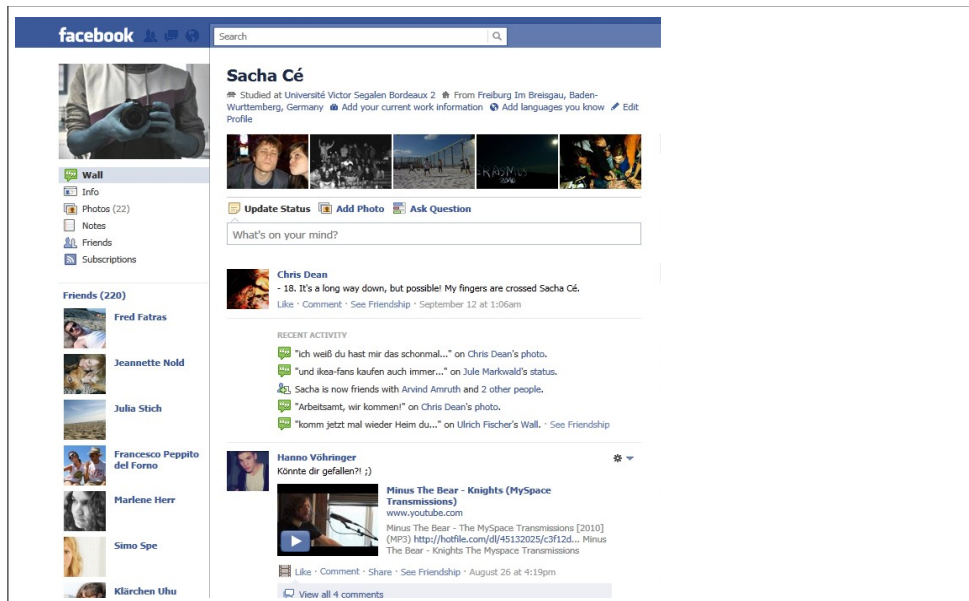 facebook
Search
Sacha Cé
Studied at Université Victor Segalen Bordeaux 2 From Freiburg Im Breisgau, Baden-
Wurttemberg, Germany Add your current work information Add languages you know Edit
Profile
ERASMUS
2010
Wall
Info
Photos (22)
Notes
Friends
Subscriptions
Update Status Add Photo Ask Question
What's on your mind?
Friends (220)
Fred Fatras
Jeannette Nold
Julia Stich
Francesco Peppito
del Forno
Marlene Herr
Simo Spe
Klärchen Uhu
Chris Dean
- 18. It's a long way down, but possible! My fingers are crossed Sacha Cé.
Like · Comment · See Friendship · September 12 at 1:06am
RECENT ACTIVITY
"ich weiß du hast mir das schonmal..." on Chris Dean's photo.
"und ikea-fans kaufen auch immer..." on Jule Markwald's status.
Sacha is now friends with Arvind Amruth and 2 other people.
"Arbeitsamt, wir kommen!" on Chris Dean's photo.
"komm jetzt mal wieder Heim du..." on Ulrich Fischer's Wall. · See Friendship
Hanno Vöhringer
Könnte dir gefallen?! ;)
Minus The Bear - Knights (MySpace
Transmissions)
www.youtube.com
Minus The Bear - The MySpace Transmissions [2010]
(MP3) http://hotfile.com/dl/45132025/c3f12d... Minus
The Bear - Knights The Myspace Transmissions
Like · Comment · Share · See Friendship · August 26 at 4:19pm
View all 4 comments